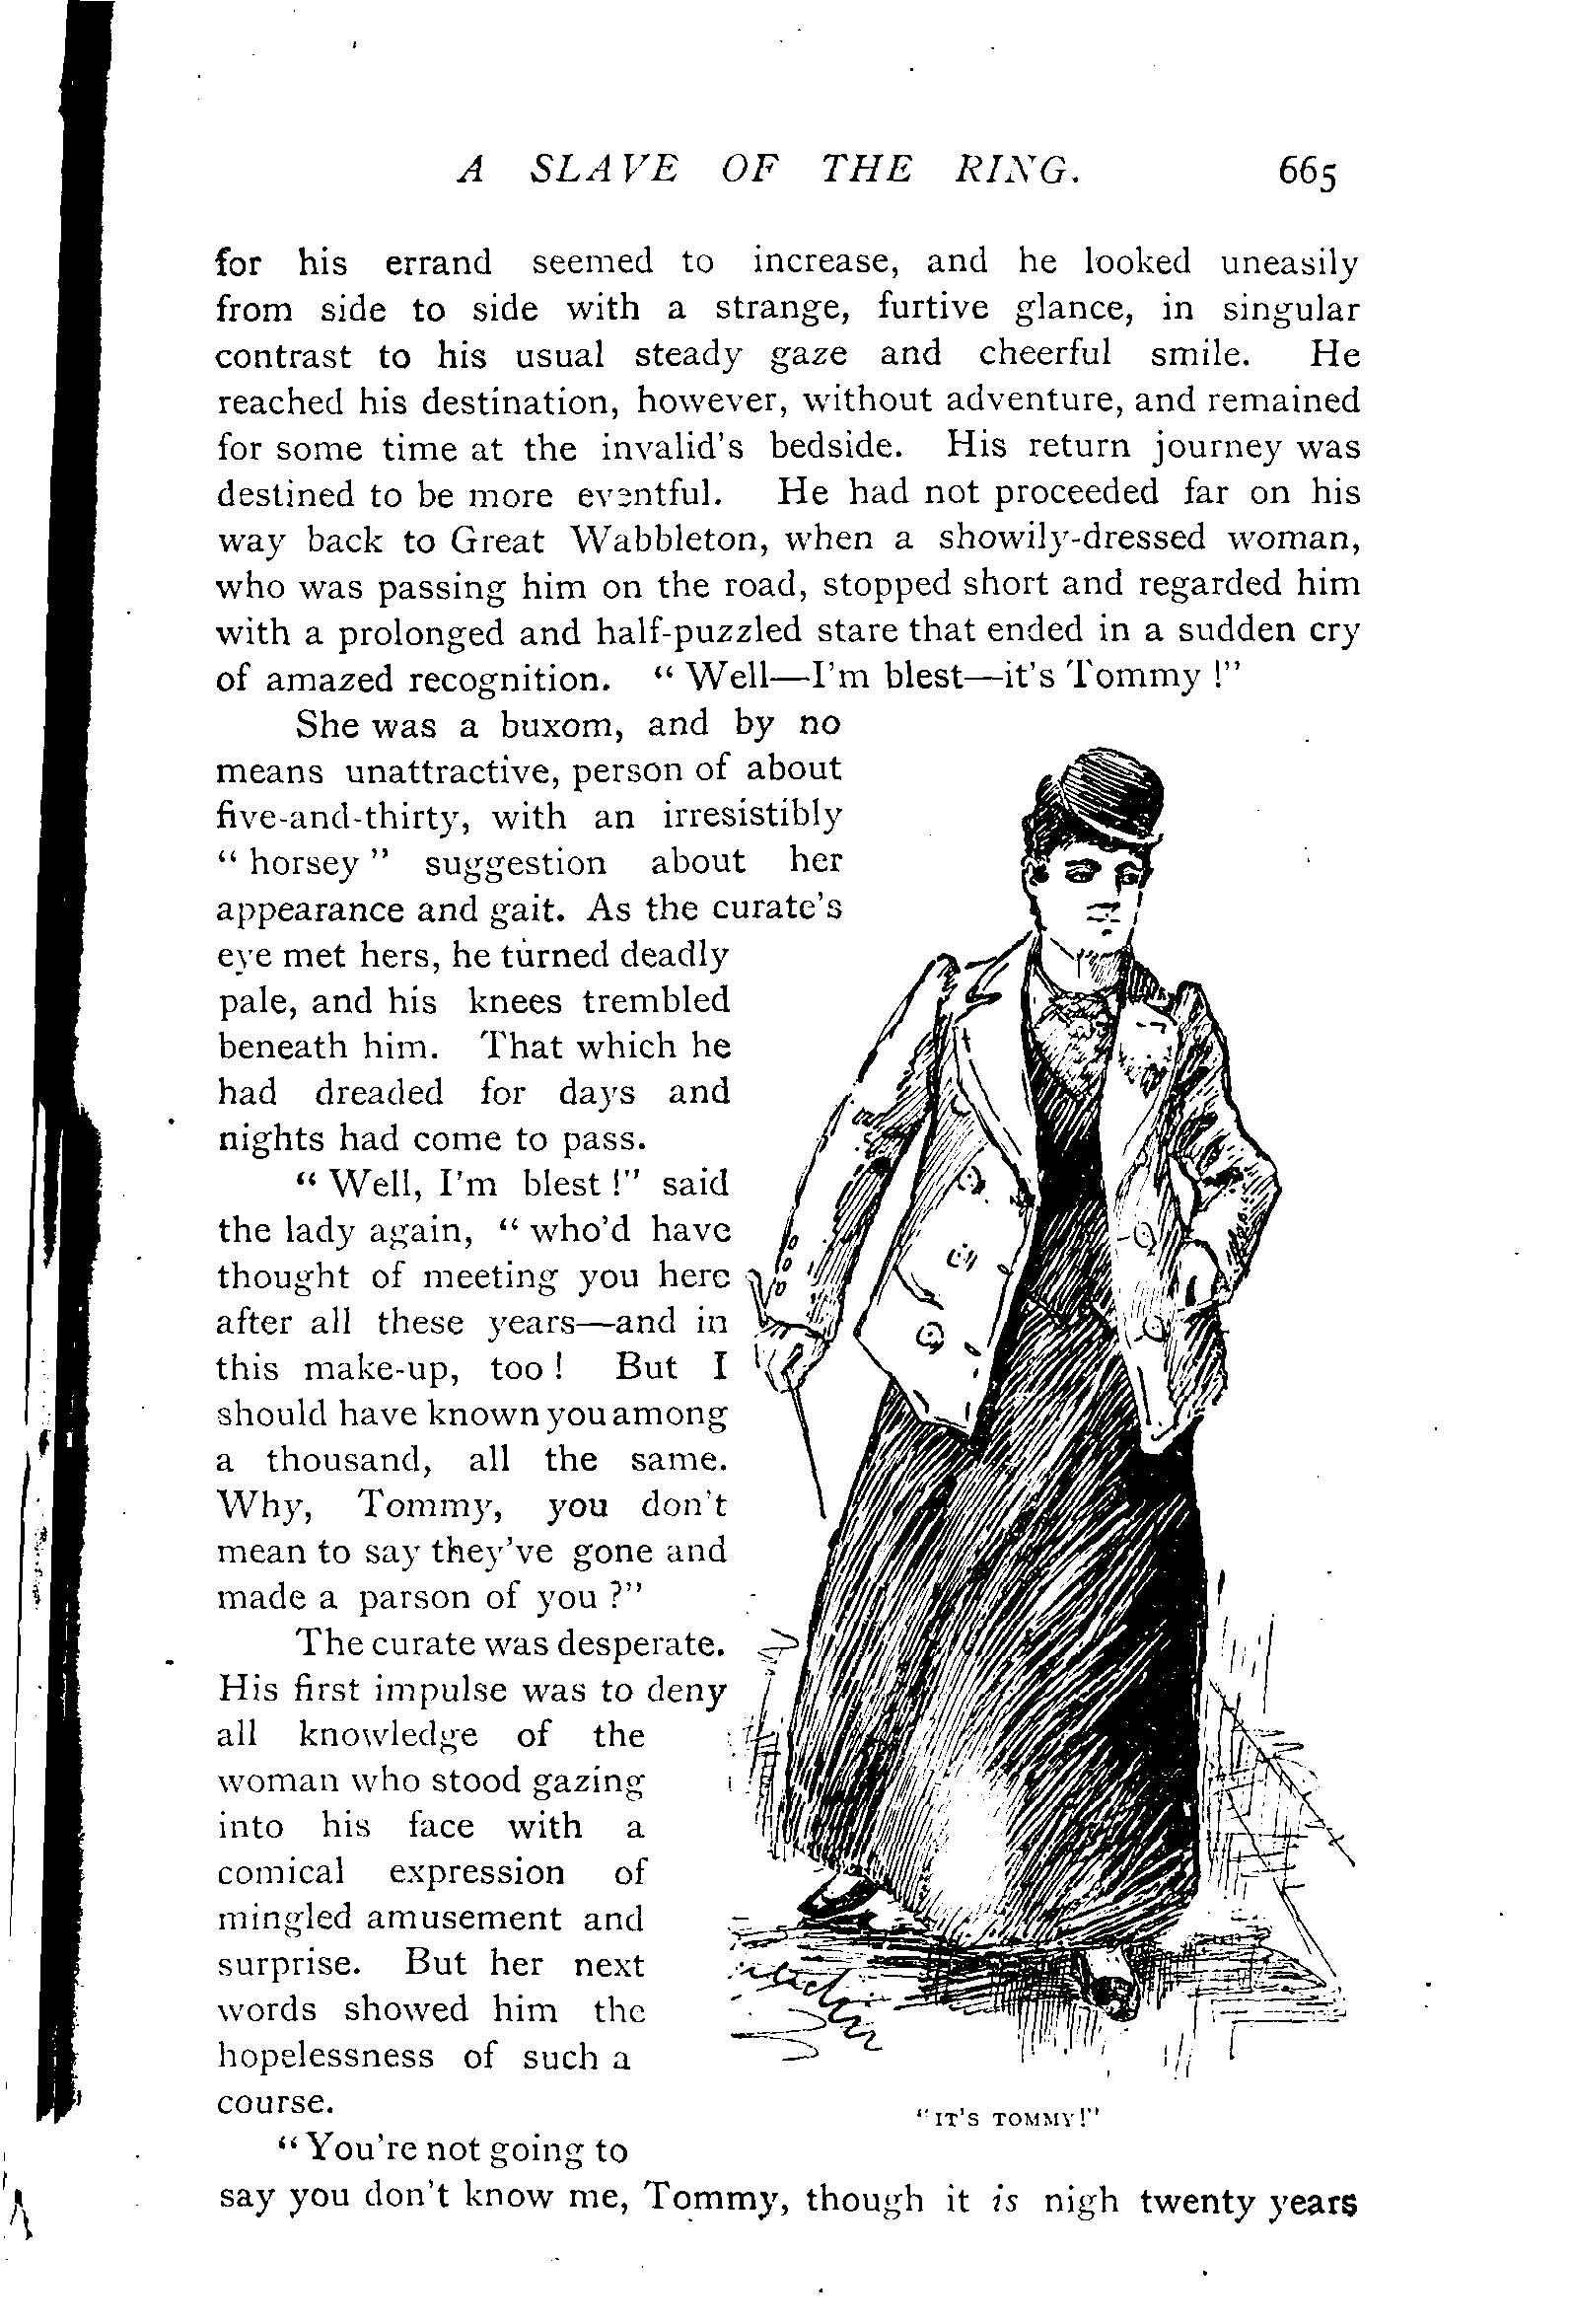 A SLAVE OF THE RING. 665
for his errand seemed to increase, and he looked uneasily
from side to side with a strange, furtive glance, in singular
contrast to his usual steady gaze and cheerful smile. He
reached his destination, however, without adventure, and remained
for some time at the invalid's bedside. His return journey was
destined to be more eventful. He had not proceeded far on his
way back to Great Wabbleton, when a showily-dressed woman,
who was passing him on the road, stopped short and regarded him
with a prolonged and half-puzzled stare that ended in a sudden cry
of amazed recognition. “Well—I'm blest—it's Tommy!”
She was a buxom, and by no
means unattractive, person of about
five-and-thirty, with an irresistibly
“horsey” suggestion about her
appearance and gait. As the curate's
eye met hers, he turned deadly
pale, and his knees trembled
beneath him. That which he
had dreaded for days and
nights had come to pass.
“Well, I'm blest!” said
the lady again, “who'd have
thought of meeting you here
after all these years—and in
this make-up, too! But I
should have known you among
a thousand, all the same.
Why, Tommy, you don't
mean to say they've gone and
made a parson of you?”
The curate was desperate.
His first impulse was to deny
all knowledge of the
woman who stood gazing
into his face with a
comical expression of
mingled amusement and
surprise. But her next
words showed him the
hopelessness of such a
course.
“IT'S TOMMY!”
“You're not going to
say you don't know me, Tommy, though it is nigh twenty years